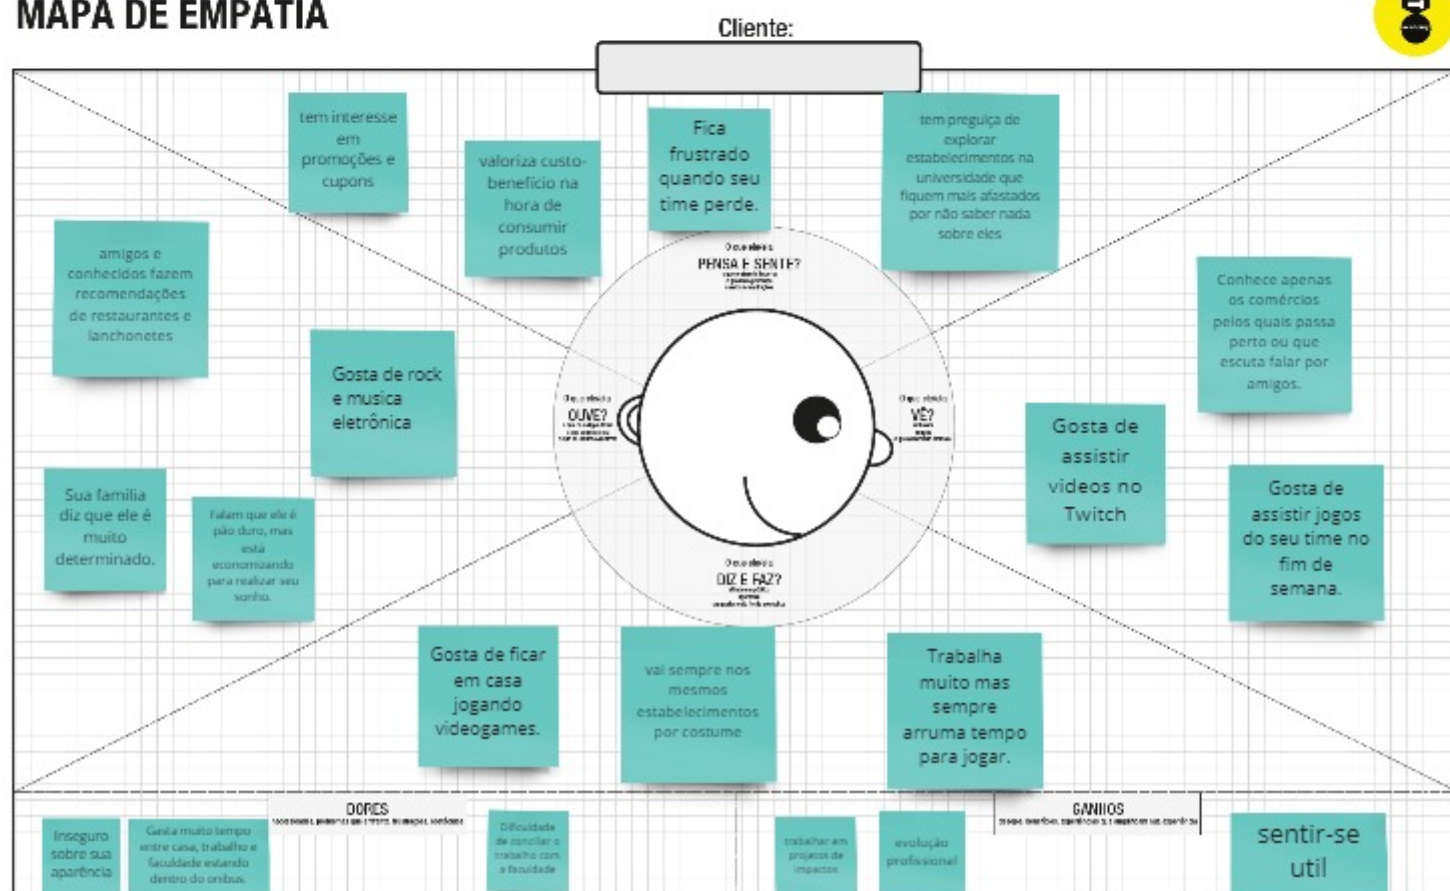 MAPA DE EMPATIA
Cliente:
tem interesse
em
promoções e
cupons
valoriza custo-
benefício na
hora de
consumir
produtos
Fica
frustrado
quando seu
time perde.
tem preguiça de
explorar
estabelecimentos na
universidade que
fiquem mais afastados
por não saber nada
sobre eles
amigos e
conhecidos fazem
recomendações
de restaurantes e
lanchonetes
Gosta de rock
e musica
eletrônica
Sua familia
diz que ele é
muito
determinado.
Falam que ele é
pão duro, mas
está
economizando
para realizar seu
sonho.
PENSA E SENTE?
OUVE?
VÊ?
DIZ E FAZ?
Conhece apenas
os comércios
pelos quais passa
perto ou que
escuta falar por
amigos.
Gosta de
assistir
videos no
Twitch
Gosta de
assistir jogos
do seu time no
fim de
semana.
Gosta de ficar
em casa
jogando
videogames.
vai sempre nos
mesmos
estabelecimentos
por costume
Trabalha
muito mas
sempre
arruma tempo
para jogar.
DORES
Inseguro
sobre sua
aparência
Gasta muito tempo
entre casa, trabalho e
faculdade estando
dentro do onibus.
Dificuldade
de conciliar o
trabalho com
a faculdade
GANHOS
trabalhar em
projetos de
impactos
evolução
profissional
sentir-se
util